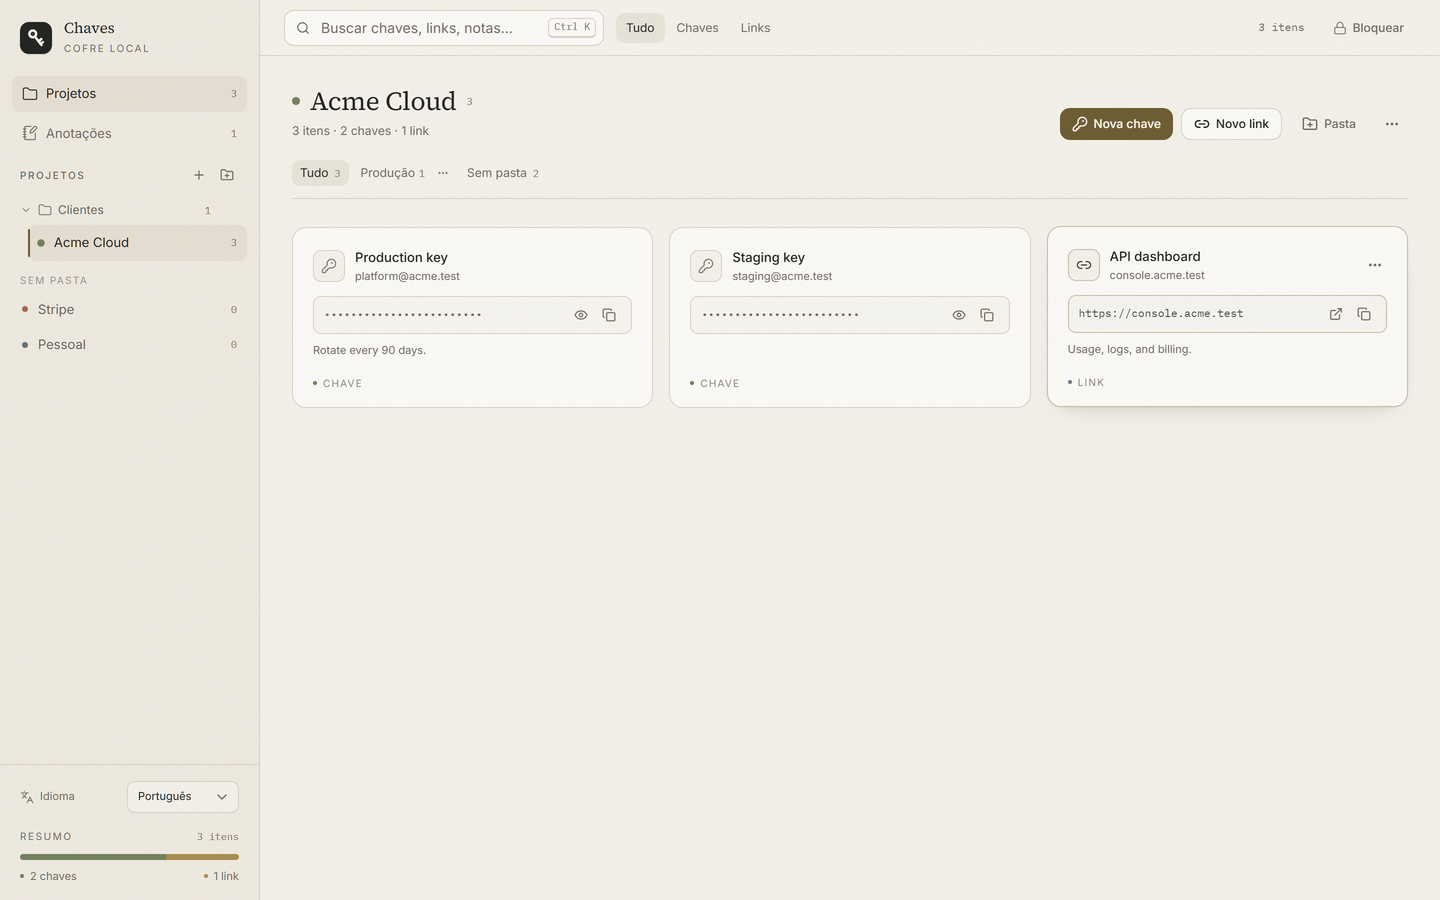 Chaves
COFRE LOCAL
Projetos 3
Anotações 1
PROJETOS
Clientes 1
Acme Cloud 3
SEM PASTA
Stripe 0
Pessoal 0
Idioma Português
RESUMO 3 itens
2 chaves 1 link
Buscar chaves, links, notas... Ctrl K Tudo Chaves Links 3 itens Bloquear
Acme Cloud 3
3 itens · 2 chaves · 1 link
Nova chave Novo link Pasta
Tudo 3 Produção 1 Sem pasta 2
Production key
platform@acme.test
Rotate every 90 days.
CHAVE
Staging key
staging@acme.test
CHAVE
API dashboard
console.acme.test
https://console.acme.test
Usage, logs, and billing.
LINK